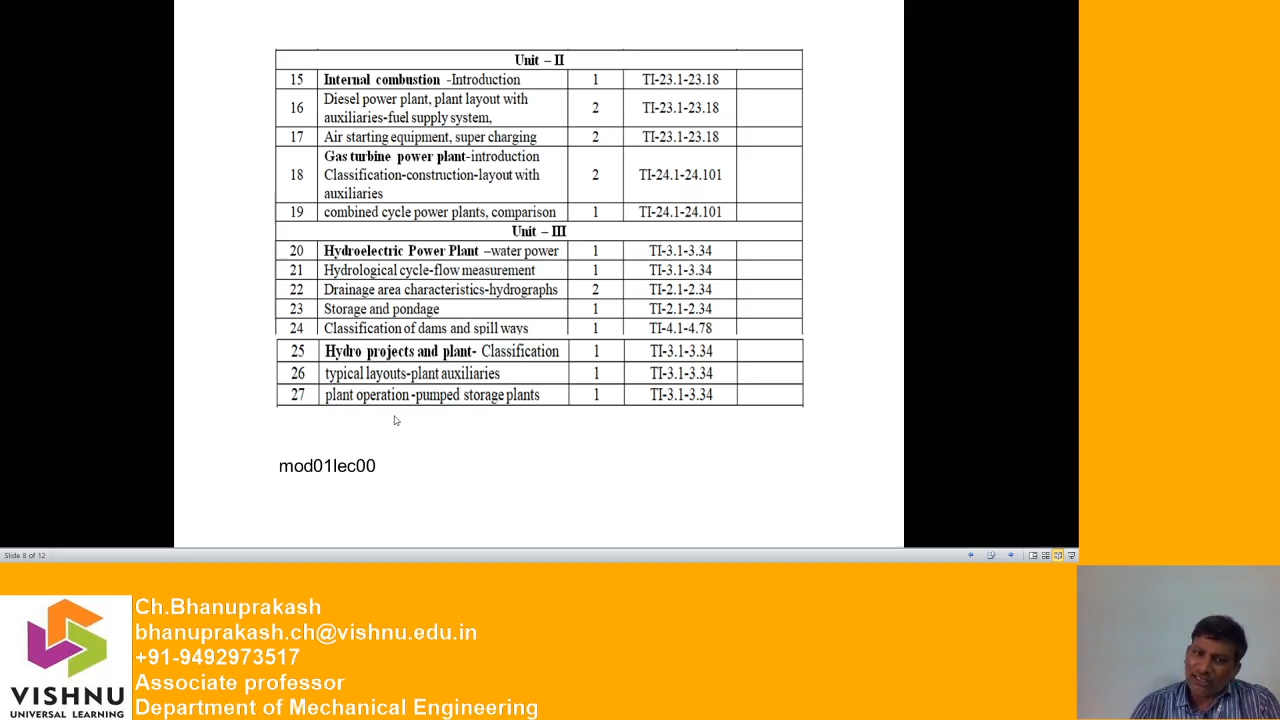 Unit – II
15 Internal combustion -Introduction 1 TI-23.1-23.18
16 Diesel power plant, plant layout with auxiliaries-fuel supply system, 2 TI-23.1-23.18
17 Air starting equipment, super charging 2 TI-23.1-23.18
18 Gas turbine power plant-introduction Classification-construction-layout with auxiliaries 2 TI-24.1-24.101
19 combined cycle power plants, comparison 1 TI-24.1-24.101
Unit – III
20 Hydroelectric Power Plant –water power 1 TI-3.1-3.34
21 Hydrological cycle-flow measurement 1 TI-3.1-3.34
22 Drainage area characteristics-hydrographs 2 TI-2.1-2.34
23 Storage and pondage 1 TI-2.1-2.34
24 Classification of dams and spill ways 1 TI-4.1-4.78
25 Hydro projects and plant- Classification 1 TI-3.1-3.34
26 typical layouts-plant auxiliaries 1 TI-3.1-3.34
27 plant operation-pumped storage plants 1 TI-3.1-3.34
mod01lec00
Slide 8 of 12
Ch.Bhanuprakash
bhanuprakash.ch@vishnu.edu.in
+91-9492973517
Associate professor
Department of Mechanical Engineering
VISHNU
UNIVERSAL LEARNING